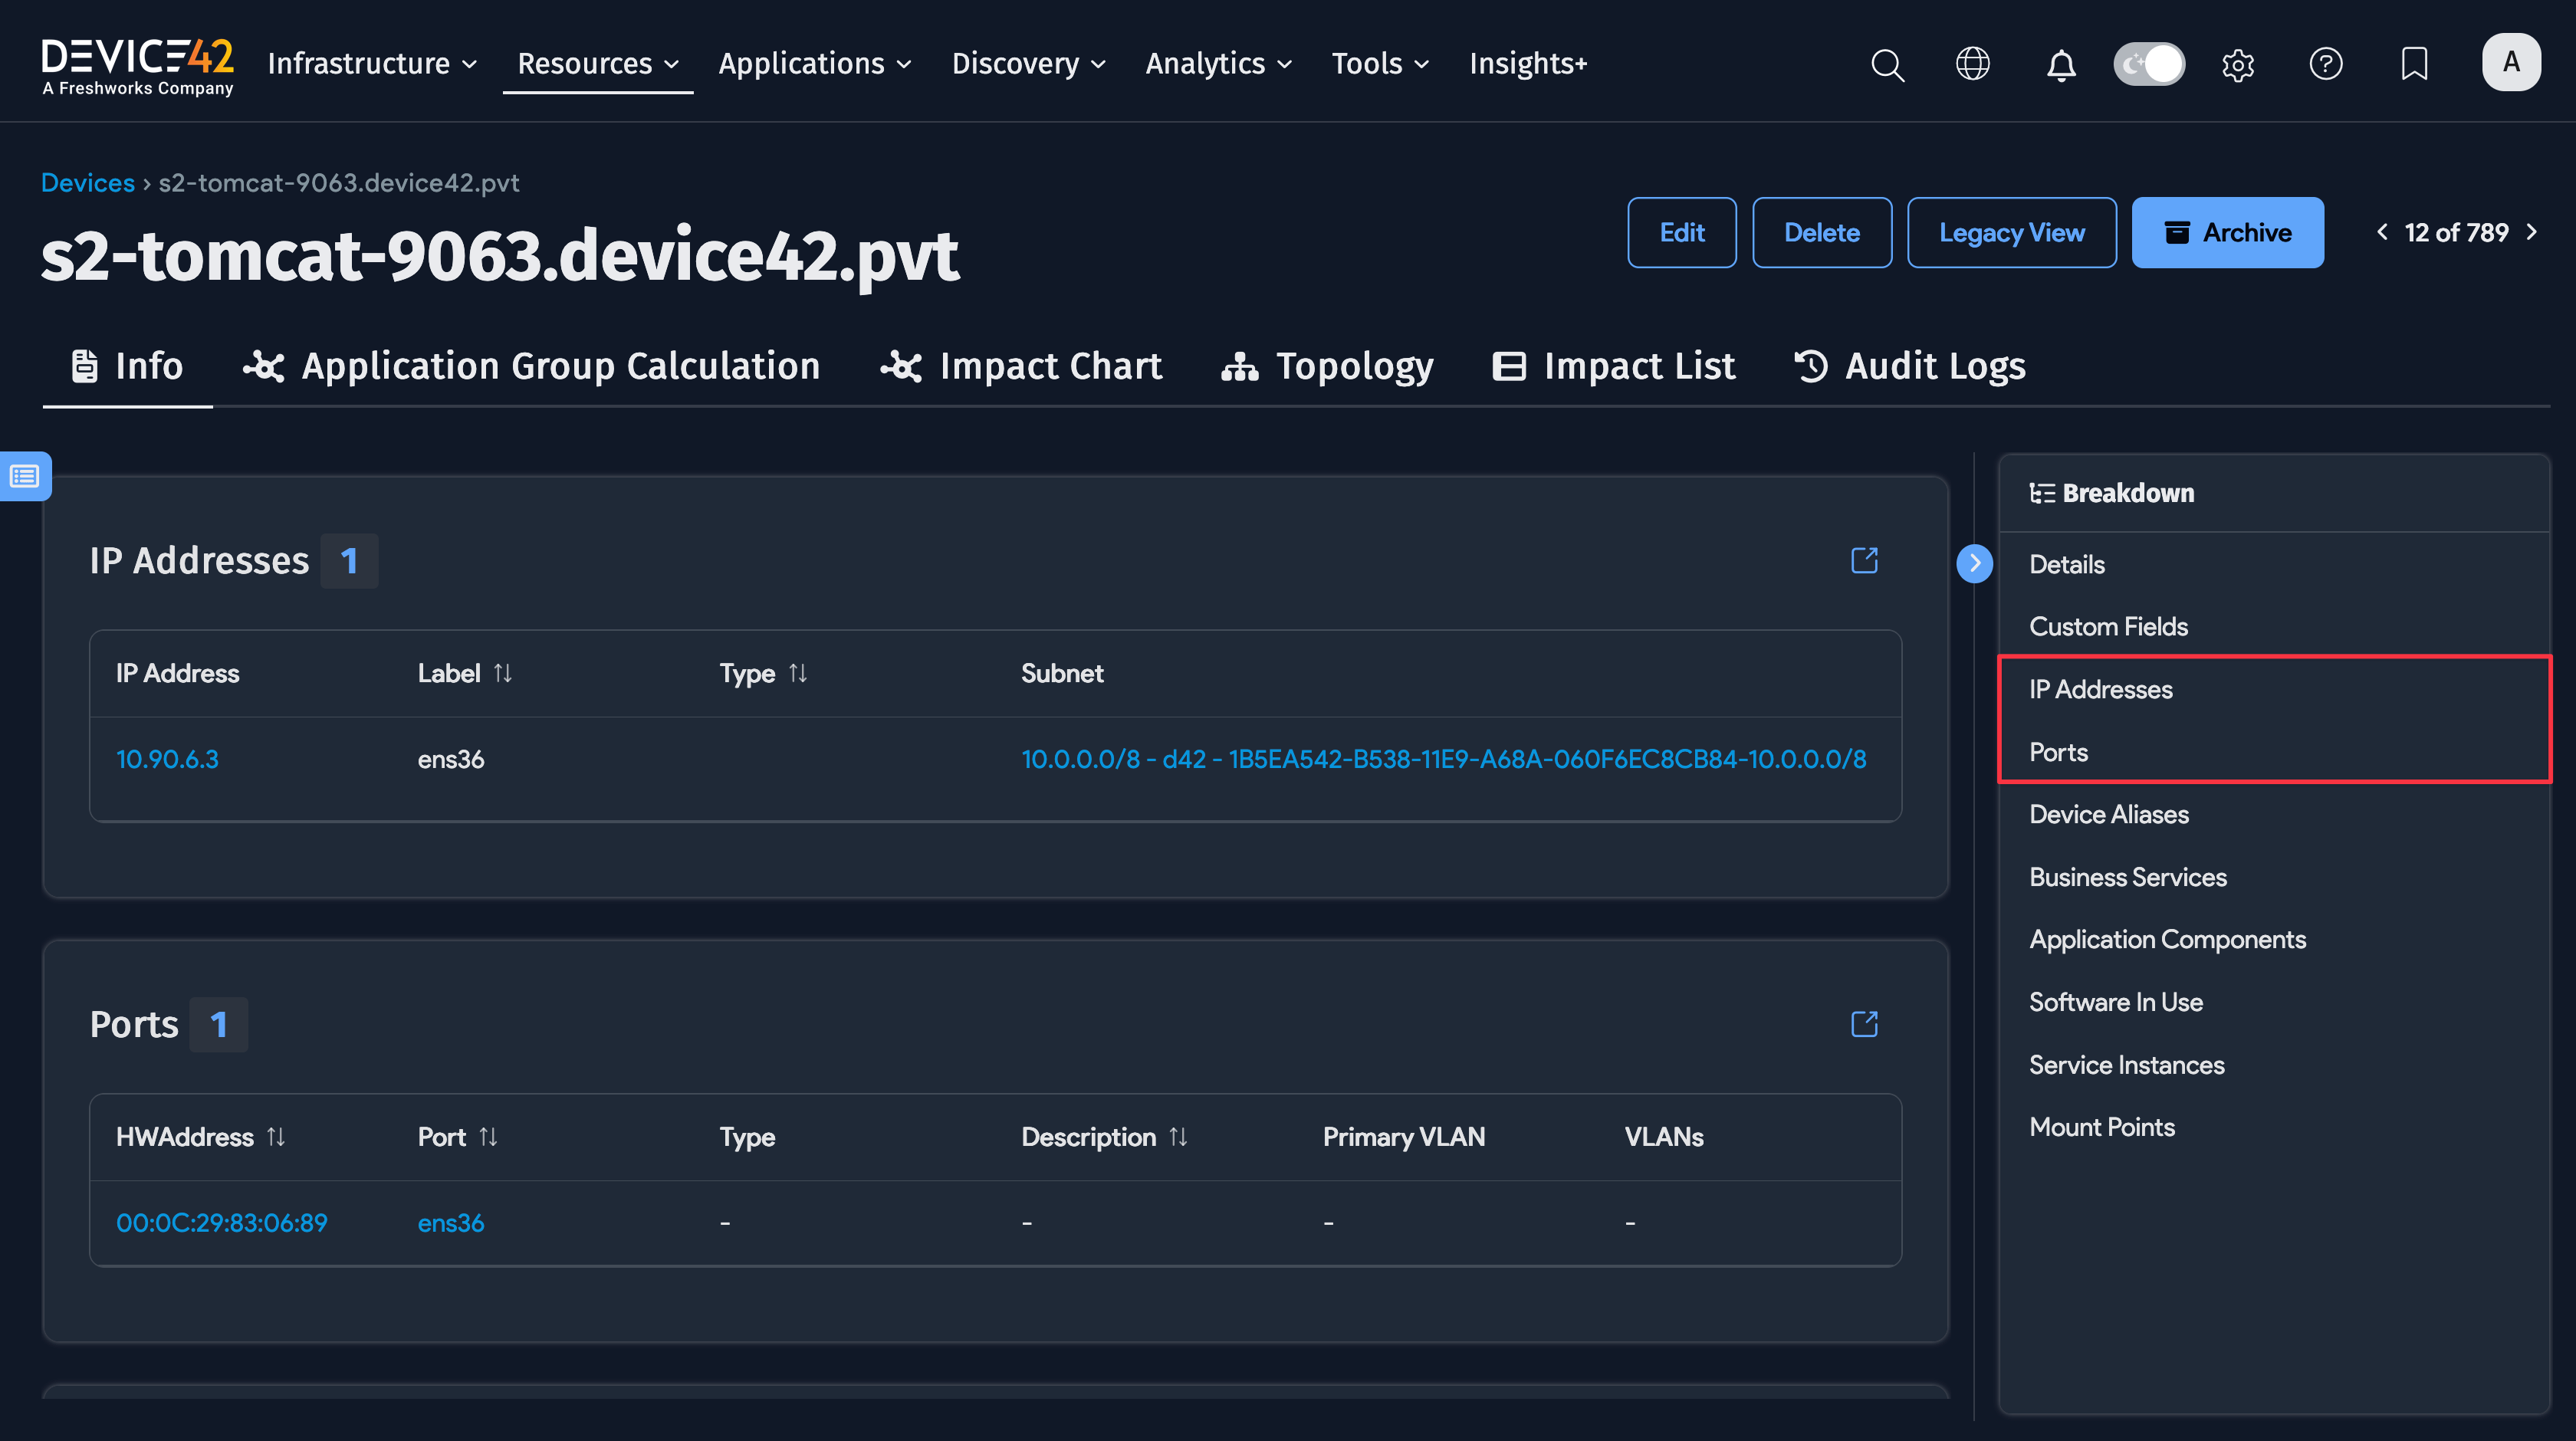 DEVICE42
A Freshworks Company
Infrastructure Resources Applications Discovery Analytics Tools Insights+
A
Devices › s2-tomcat-9063.device42.pvt
s2-tomcat-9063.device42.pvt
Edit Delete Legacy View Archive 12 of 789
Info Application Group Calculation Impact Chart Topology Impact List Audit Logs
IP Addresses 1
IP Address Label Type Subnet
10.90.6.3 ens36 10.0.0.0/8 - d42 - 1B5EA542-B538-11E9-A68A-060F6EC8CB84-10.0.0.0/8
Ports 1
HWAddress Port Type Description Primary VLAN VLANs
00:0C:29:83:06:89 ens36 - - - -
Breakdown
Details
Custom Fields
IP Addresses
Ports
Device Aliases
Business Services
Application Components
Software In Use
Service Instances
Mount Points